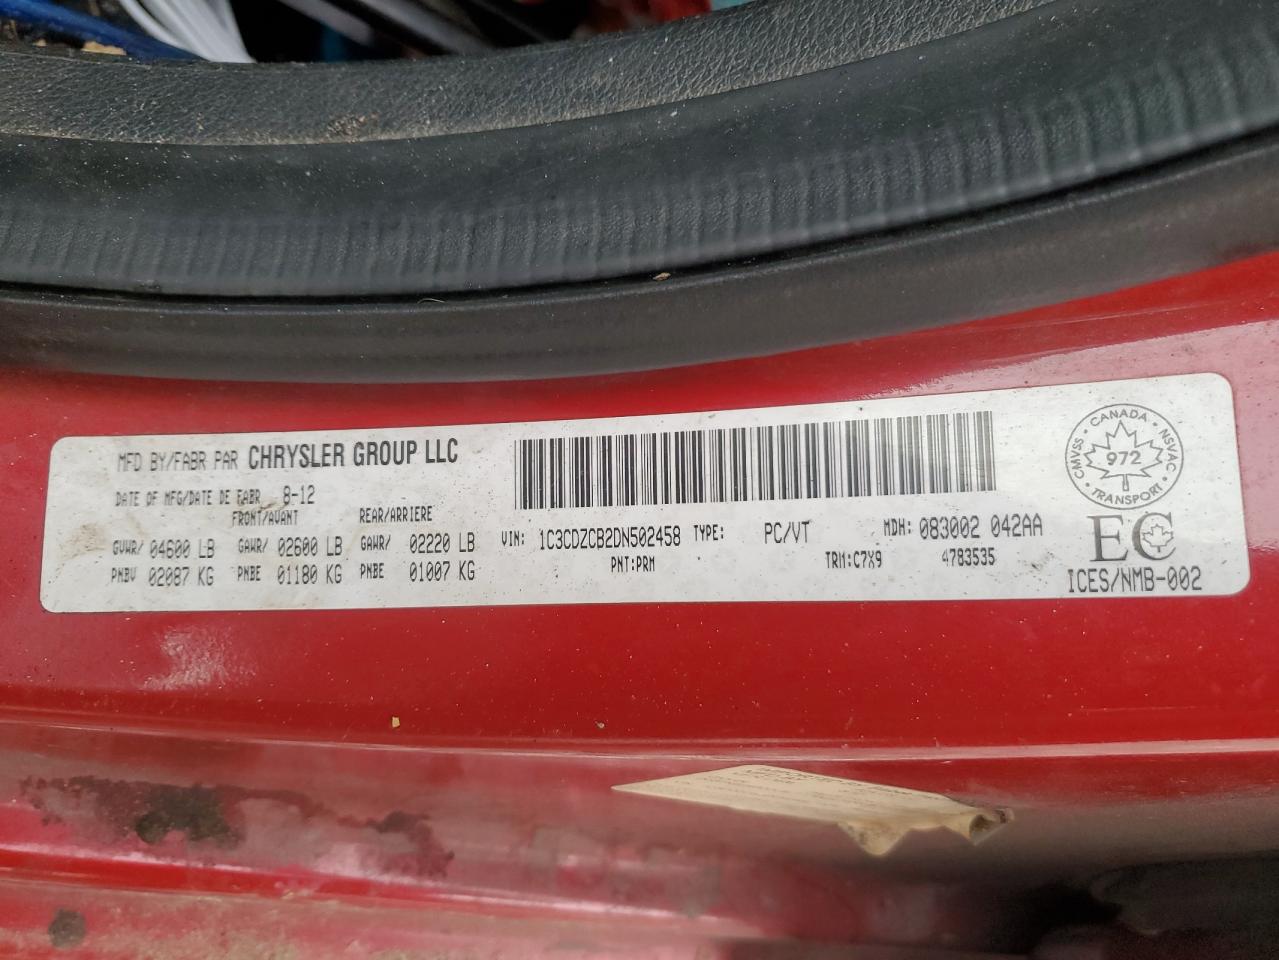 MFD BY/FABR PAR CHRYSLER GROUP LLC
DATE OF MFG/DATE DE FABR 8-12
FRONT/AVANT REAR/ARRIERE
GVWR/ 04600 LB GAWR/ 02600 LB GAWR/ 02220 LB
PNBV 02087 KG PNBE 01180 KG PNBE 01007 KG
VIN: 1C3CDZCB2DN502458 TYPE: PC/VT MDH: 083002 042AA
PNT:PRM TRM:C7X9 4783535
CMVSS · CANADA · NSVAC
972
· TRANSPORT ·
EC
ICES/NMB-002